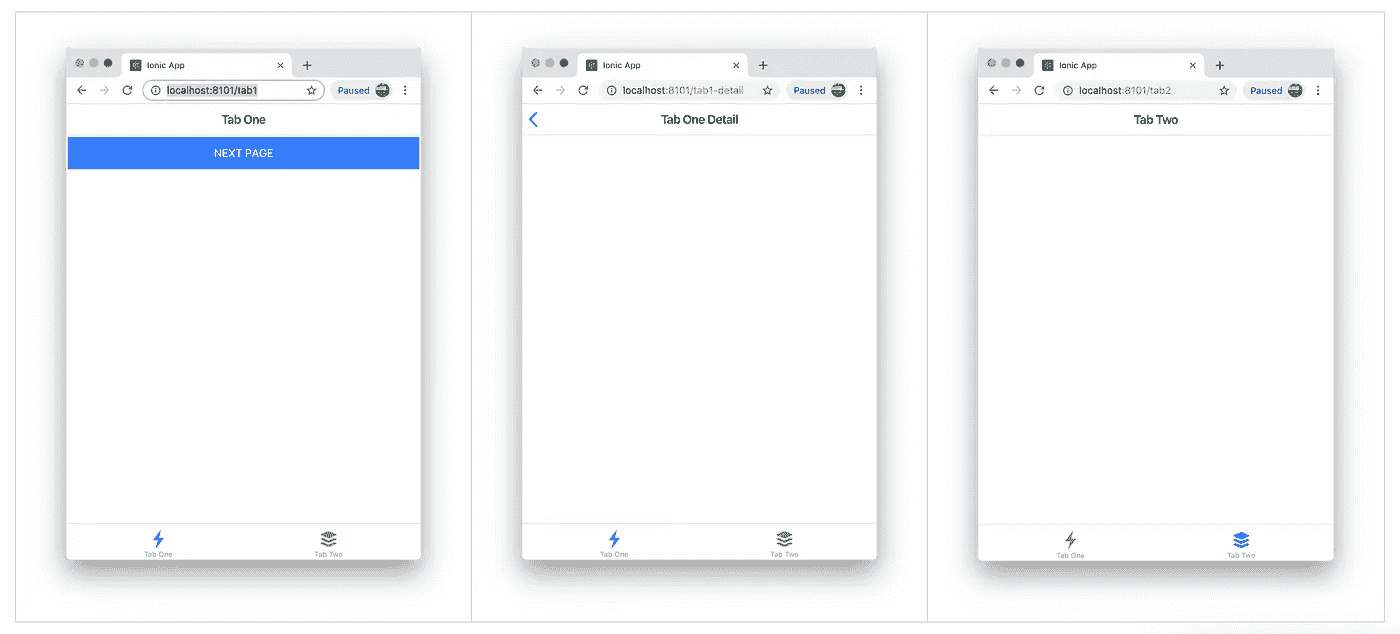 Ionic App
localhost:8101/tab1
Paused
Tab One
NEXT PAGE
Tab One
Tab Two
Ionic App
localhost:8101/tab1-detail
Paused
Tab One Detail
Tab One
Tab Two
Ionic App
localhost:8101/tab2
Paused
Tab Two
Tab One
Tab Two